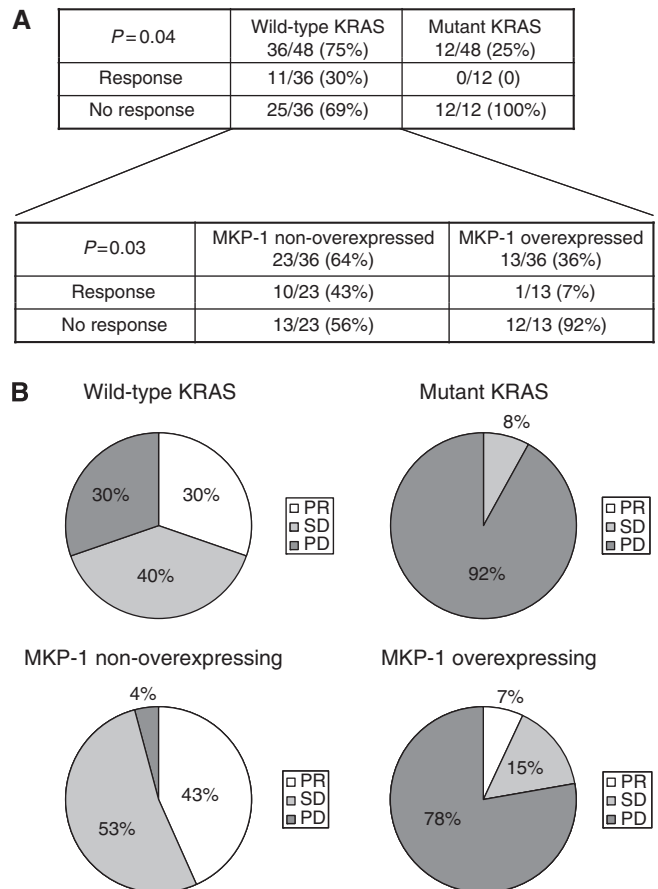 A
P=0.04
Wild-type KRAS
36/48 (75%)
Mutant KRAS
12/48 (25%)
Response
11/36 (30%)
0/12 (0)
No response
25/36 (69%)
12/12 (100%)
P=0.03
MKP-1 non-overexpressed
23/36 (64%)
MKP-1 overexpressed
13/36 (36%)
Response
10/23 (43%)
1/13 (7%)
No response
13/23 (56%)
12/13 (92%)
B
Wild-type KRAS
30%
30%
40%
PR
SD
PD
Mutant KRAS
8%
92%
PR
SD
PD
MKP-1 non-overexpressing
4%
43%
53%
PR
SD
PD
MKP-1 overexpressing
7%
15%
78%
PR
SD
PD